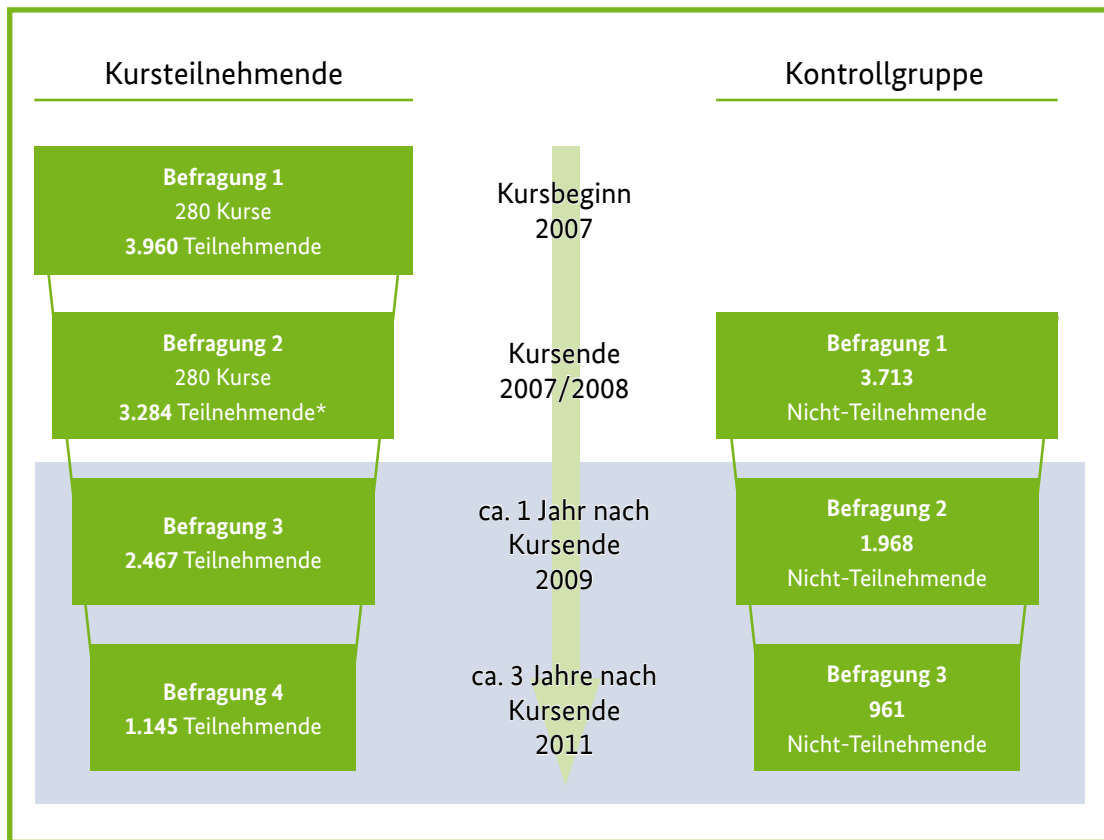 Kursteilnehmende
Kontrollgruppe
Befragung 1
280 Kurse
3.960 Teilnehmende
Kursbeginn
2007
Befragung 2
280 Kurse
3.284 Teilnehmende*
Kursende
2007/2008
Befragung 1
3.713
Nicht-Teilnehmende
Befragung 3
2.467 Teilnehmende
ca. 1 Jahr nach
Kursende
2009
Befragung 2
1.968
Nicht-Teilnehmende
Befragung 4
1.145 Teilnehmende
ca. 3 Jahre nach
Kursende
2011
Befragung 3
961
Nicht-Teilnehmende